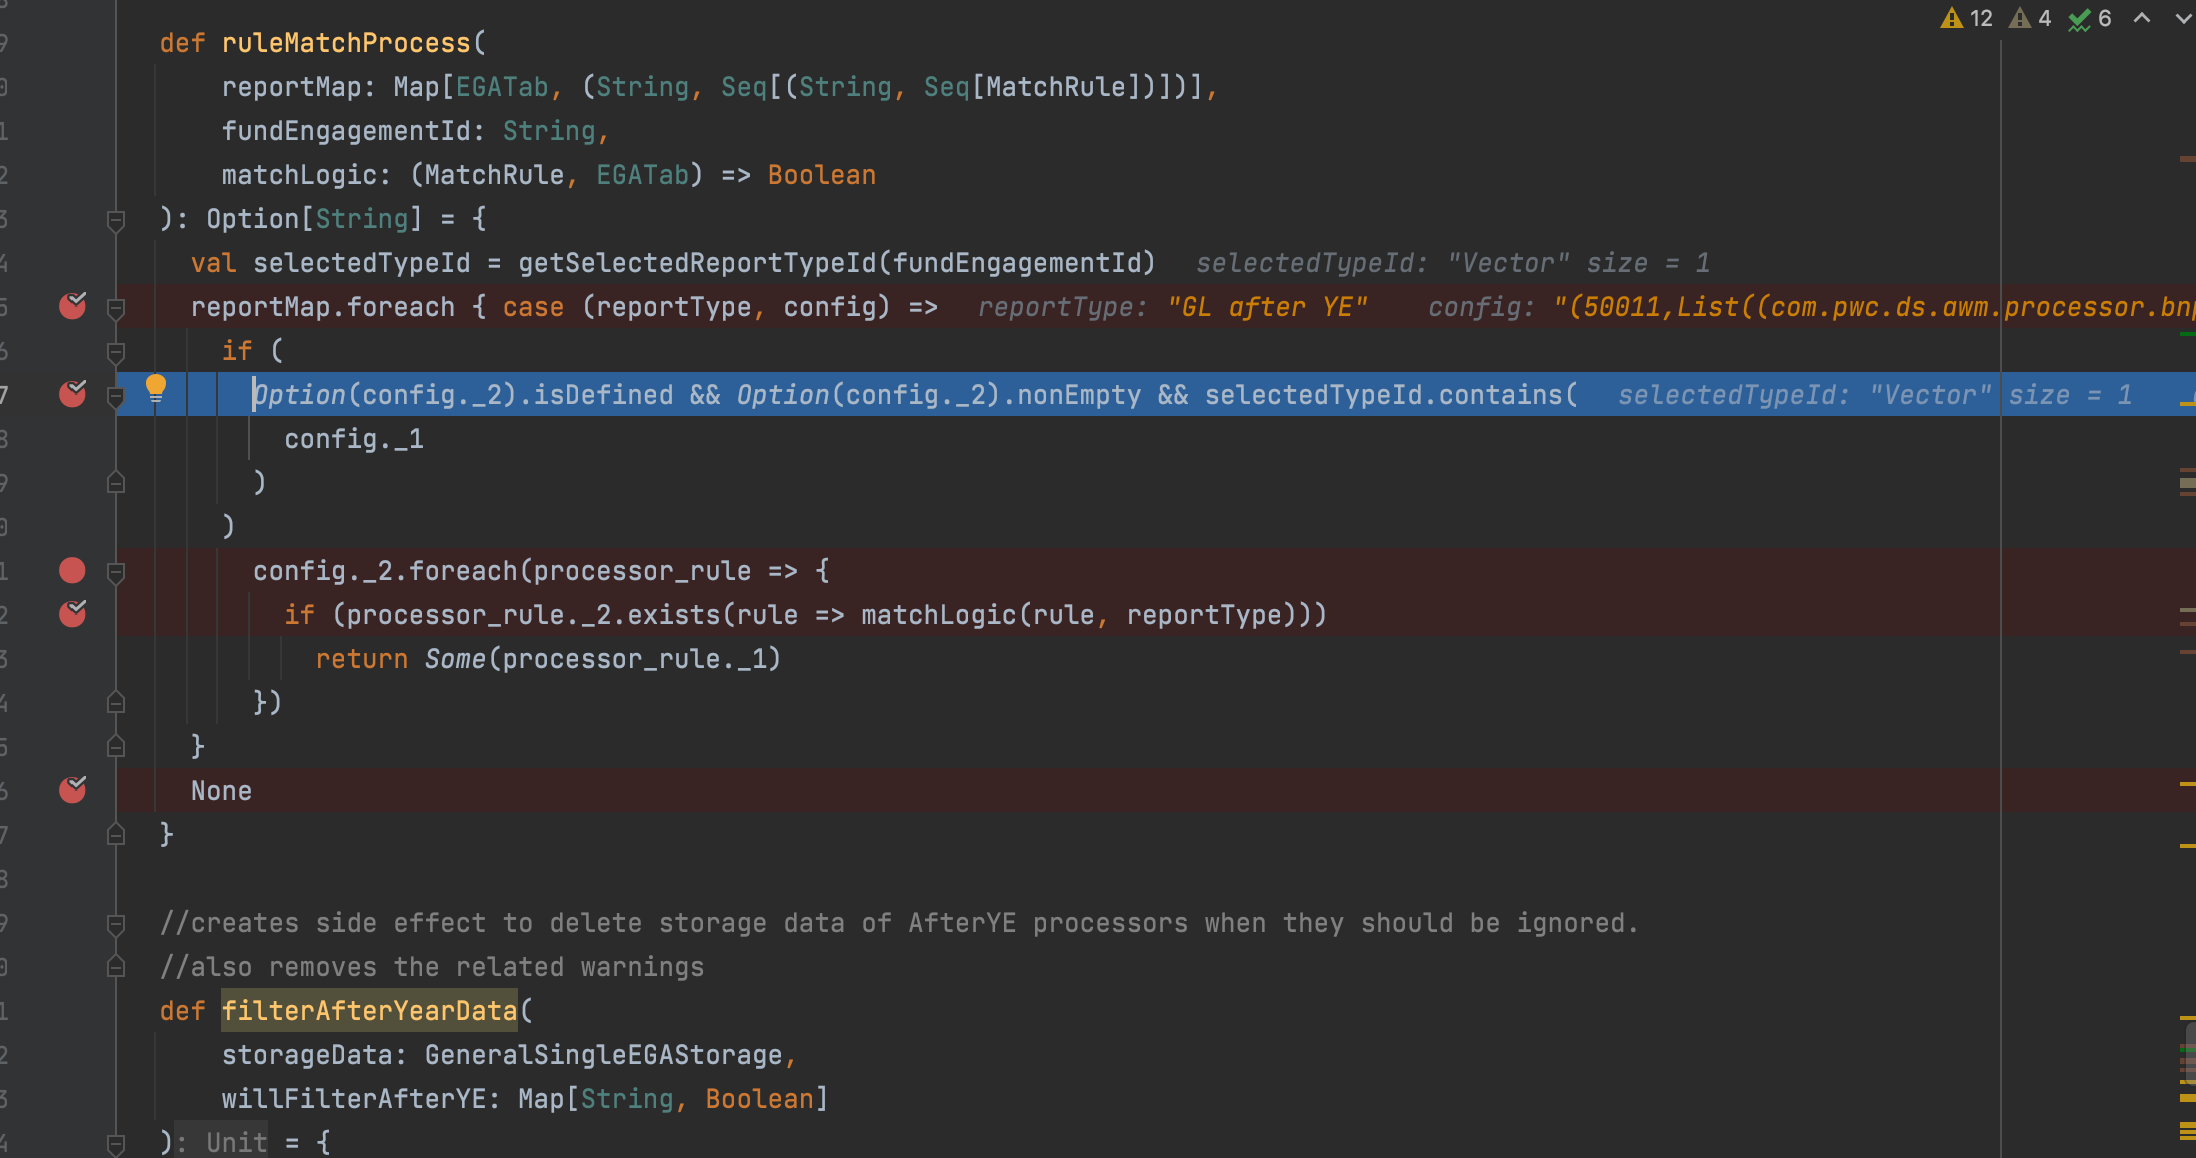 12 4 6
def ruleMatchProcess(
reportMap: Map[EGATab, (String, Seq[(String, Seq[MatchRule])])],
fundEngagementId: String,
matchLogic: (MatchRule, EGATab) => Boolean
): Option[String] = {
val selectedTypeId = getSelectedReportTypeId(fundEngagementId) selectedTypeId: "Vector" size = 1
reportMap.foreach { case (reportType, config) => reportType: "GL after YE" config: "(50011,List((com.pwc.ds.awm.processor.bnp
if (
Option(config._2).isDefined && Option(config._2).nonEmpty && selectedTypeId.contains( selectedTypeId: "Vector" size = 1
config._1
)
)
config._2.foreach(processor_rule => {
if (processor_rule._2.exists(rule => matchLogic(rule, reportType)))
return Some(processor_rule._1)
})
}
None
}
//creates side effect to delete storage data of AfterYE processors when they should be ignored.
//also removes the related warnings
def filterAfterYearData(
storageData: GeneralSingleEGAStorage,
willFilterAfterYE: Map[String, Boolean]
): Unit = {